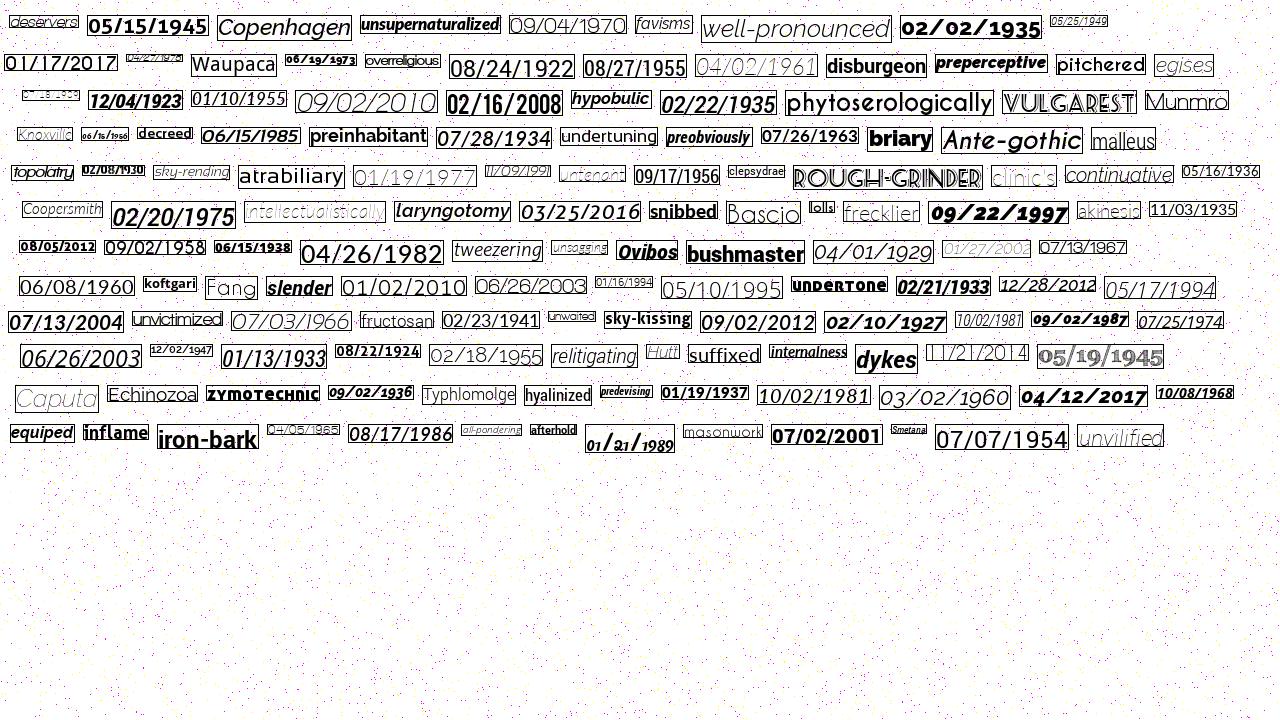 deservers 05/15/1945 Copenhagen unsupernaturalized 09/04/1970 favisms well-pronounced 02/02/1935 05/25/1949
01/17/2017 04/27/1978 Waupaca 06/19/1973 overreligious 08/24/1922 08/27/1955 04/02/1961 disburgeon preperceptive pitchered egises
12/04/1923 01/10/1955 09/02/2010 02/16/2008 hypobulic 02/22/1935 phytoserologically VULGAREST Munmro
Knoxville 06/16/1956 decreed 06/15/1985 preinhabitant 07/28/1934 undertuning preobviously 07/26/1963 briary Ante-gothic malleus
topolatry 02/08/1930 sky-rending atrabiliary 01/19/1977 11/09/1991 untenant 09/17/1956 clepsydrae ROUGH-GRINDER clinics continuative 05/16/1936
Coopersmith 02/20/1975 intellectualistically laryngotomy 03/25/2016 snibbed Bascio lolls frecklier 09/22/1997 akinesis 11/03/1935
08/05/2012 09/02/1958 06/15/1938 04/26/1982 tweezering unsagging Ovibos bushmaster 04/01/1929 01/27/2002 07/13/1967
06/08/1960 koftgari Fang slender 01/02/2010 06/26/2003 01/16/1994 05/10/1995 UNDERTONE 02/21/1933 12/28/2012 05/17/1994
07/13/2004 unvictimized 07/03/1966 fructosan 02/23/1941 unwaited sky-kissing 09/02/2012 02/10/1927 10/02/1981 09/02/1987 07/25/1974
06/26/2003 12/02/1947 01/13/1933 08/22/1924 02/18/1955 relitigating Hutt suffixed internalness dykes 11/21/2014 05/19/1945
Caputa Echinozoa ZYMOTECHNIC 09/02/1936 Typhlomolge hyalinized predevising 01/19/1937 10/02/1981 03/02/1960 04/12/2017 10/08/1968
equiped inflame iron-bark 04/05/1965 08/17/1986 all-pondering afterhold 01/21/1989 masonwork 07/02/2001 Smetana 07/07/1954 unvilified